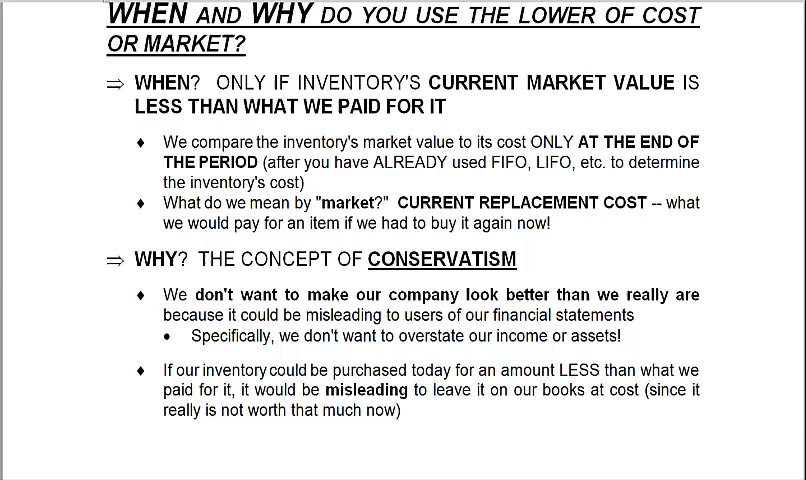 WHEN AND WHY DO YOU USE THE LOWER OF COST
OR MARKET?
⇒ WHEN? ONLY IF INVENTORY'S CURRENT MARKET VALUE IS
LESS THAN WHAT WE PAID FOR IT
♦ We compare the inventory's market value to its cost ONLY AT THE END OF
THE PERIOD (after you have ALREADY used FIFO, LIFO, etc. to determine
the inventory's cost)
♦ What do we mean by "market?" CURRENT REPLACEMENT COST -- what
we would pay for an item if we had to buy it again now!
⇒ WHY? THE CONCEPT OF CONSERVATISM
♦ We don't want to make our company look better than we really are
because it could be misleading to users of our financial statements
• Specifically, we don't want to overstate our income or assets!
♦ If our inventory could be purchased today for an amount LESS than what we
paid for it, it would be misleading to leave it on our books at cost (since it
really is not worth that much now)